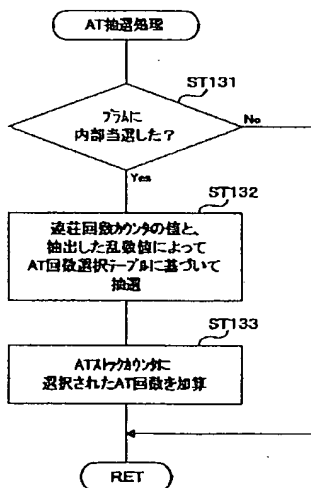 AT抽選処理
ST131
プラムに
内部当選した？
No
Yes
ST132
連荘回数カウンタの値と、
抽出した乱数値によって
AT回数選択テーブルに基づいて
抽選
ST133
ATストックカウンタに
選択されたAT回数を加算
RET